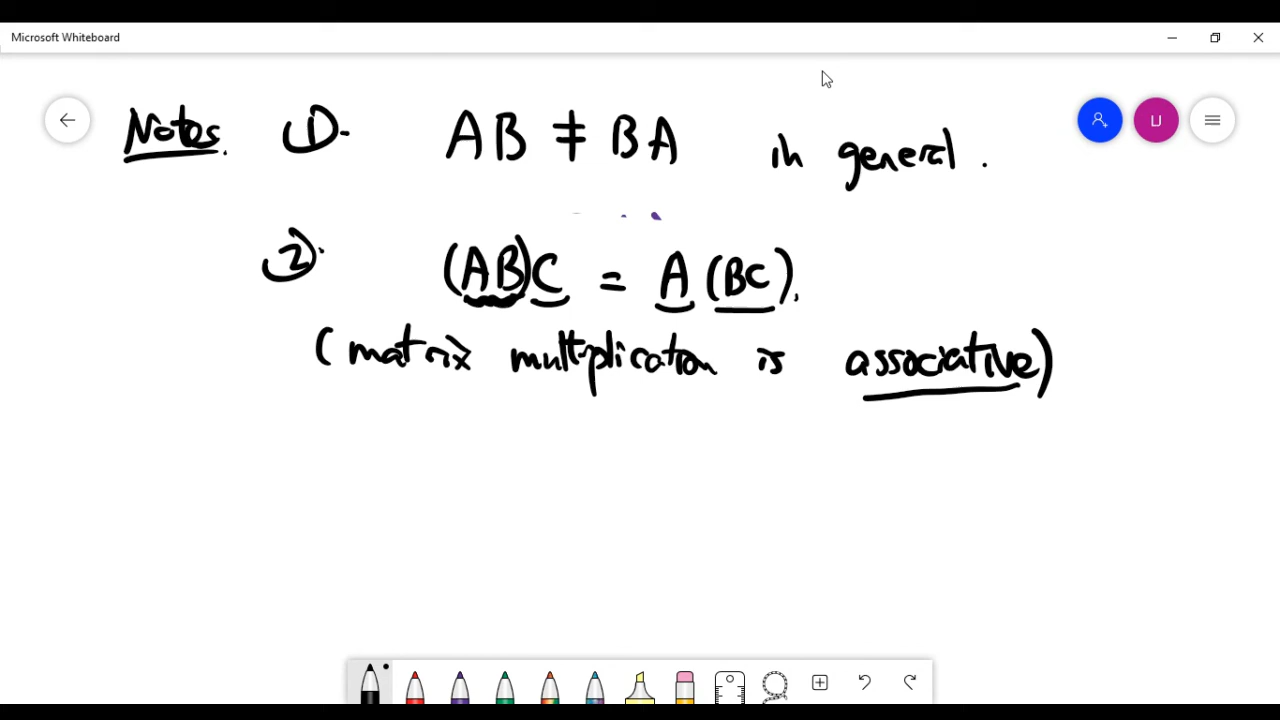 Microsoft Whiteboard
Notes. ①. AB ≠ BA in general.
②. (AB)C = A(BC).
(matrix multiplication is associative)